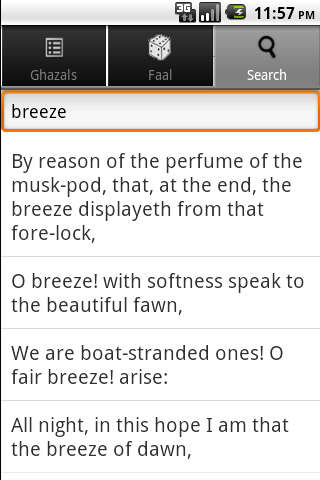 3G 11:57 PM
Ghazals Faal Search
breeze
By reason of the perfume of the
musk-pod, that, at the end, the
breeze displayeth from that
fore-lock,
O breeze! with softness speak to
the beautiful fawn,
We are boat-stranded ones! O
fair breeze! arise:
All night, in this hope I am that
the breeze of dawn,